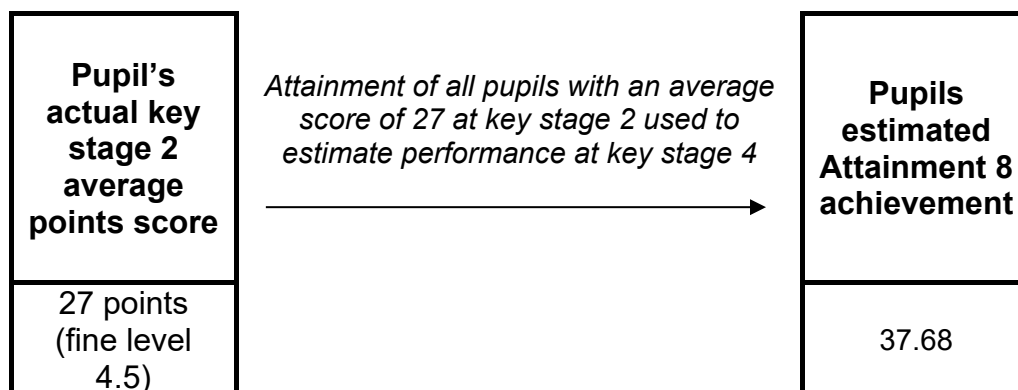 Pupil's
actual key
stage 2
average
points score
Attainment of all pupils with an average
score of 27 at key stage 2 used to
estimate performance at key stage 4
Pupils
estimated
Attainment 8
achievement
27 points
(fine level
4.5)
37.68